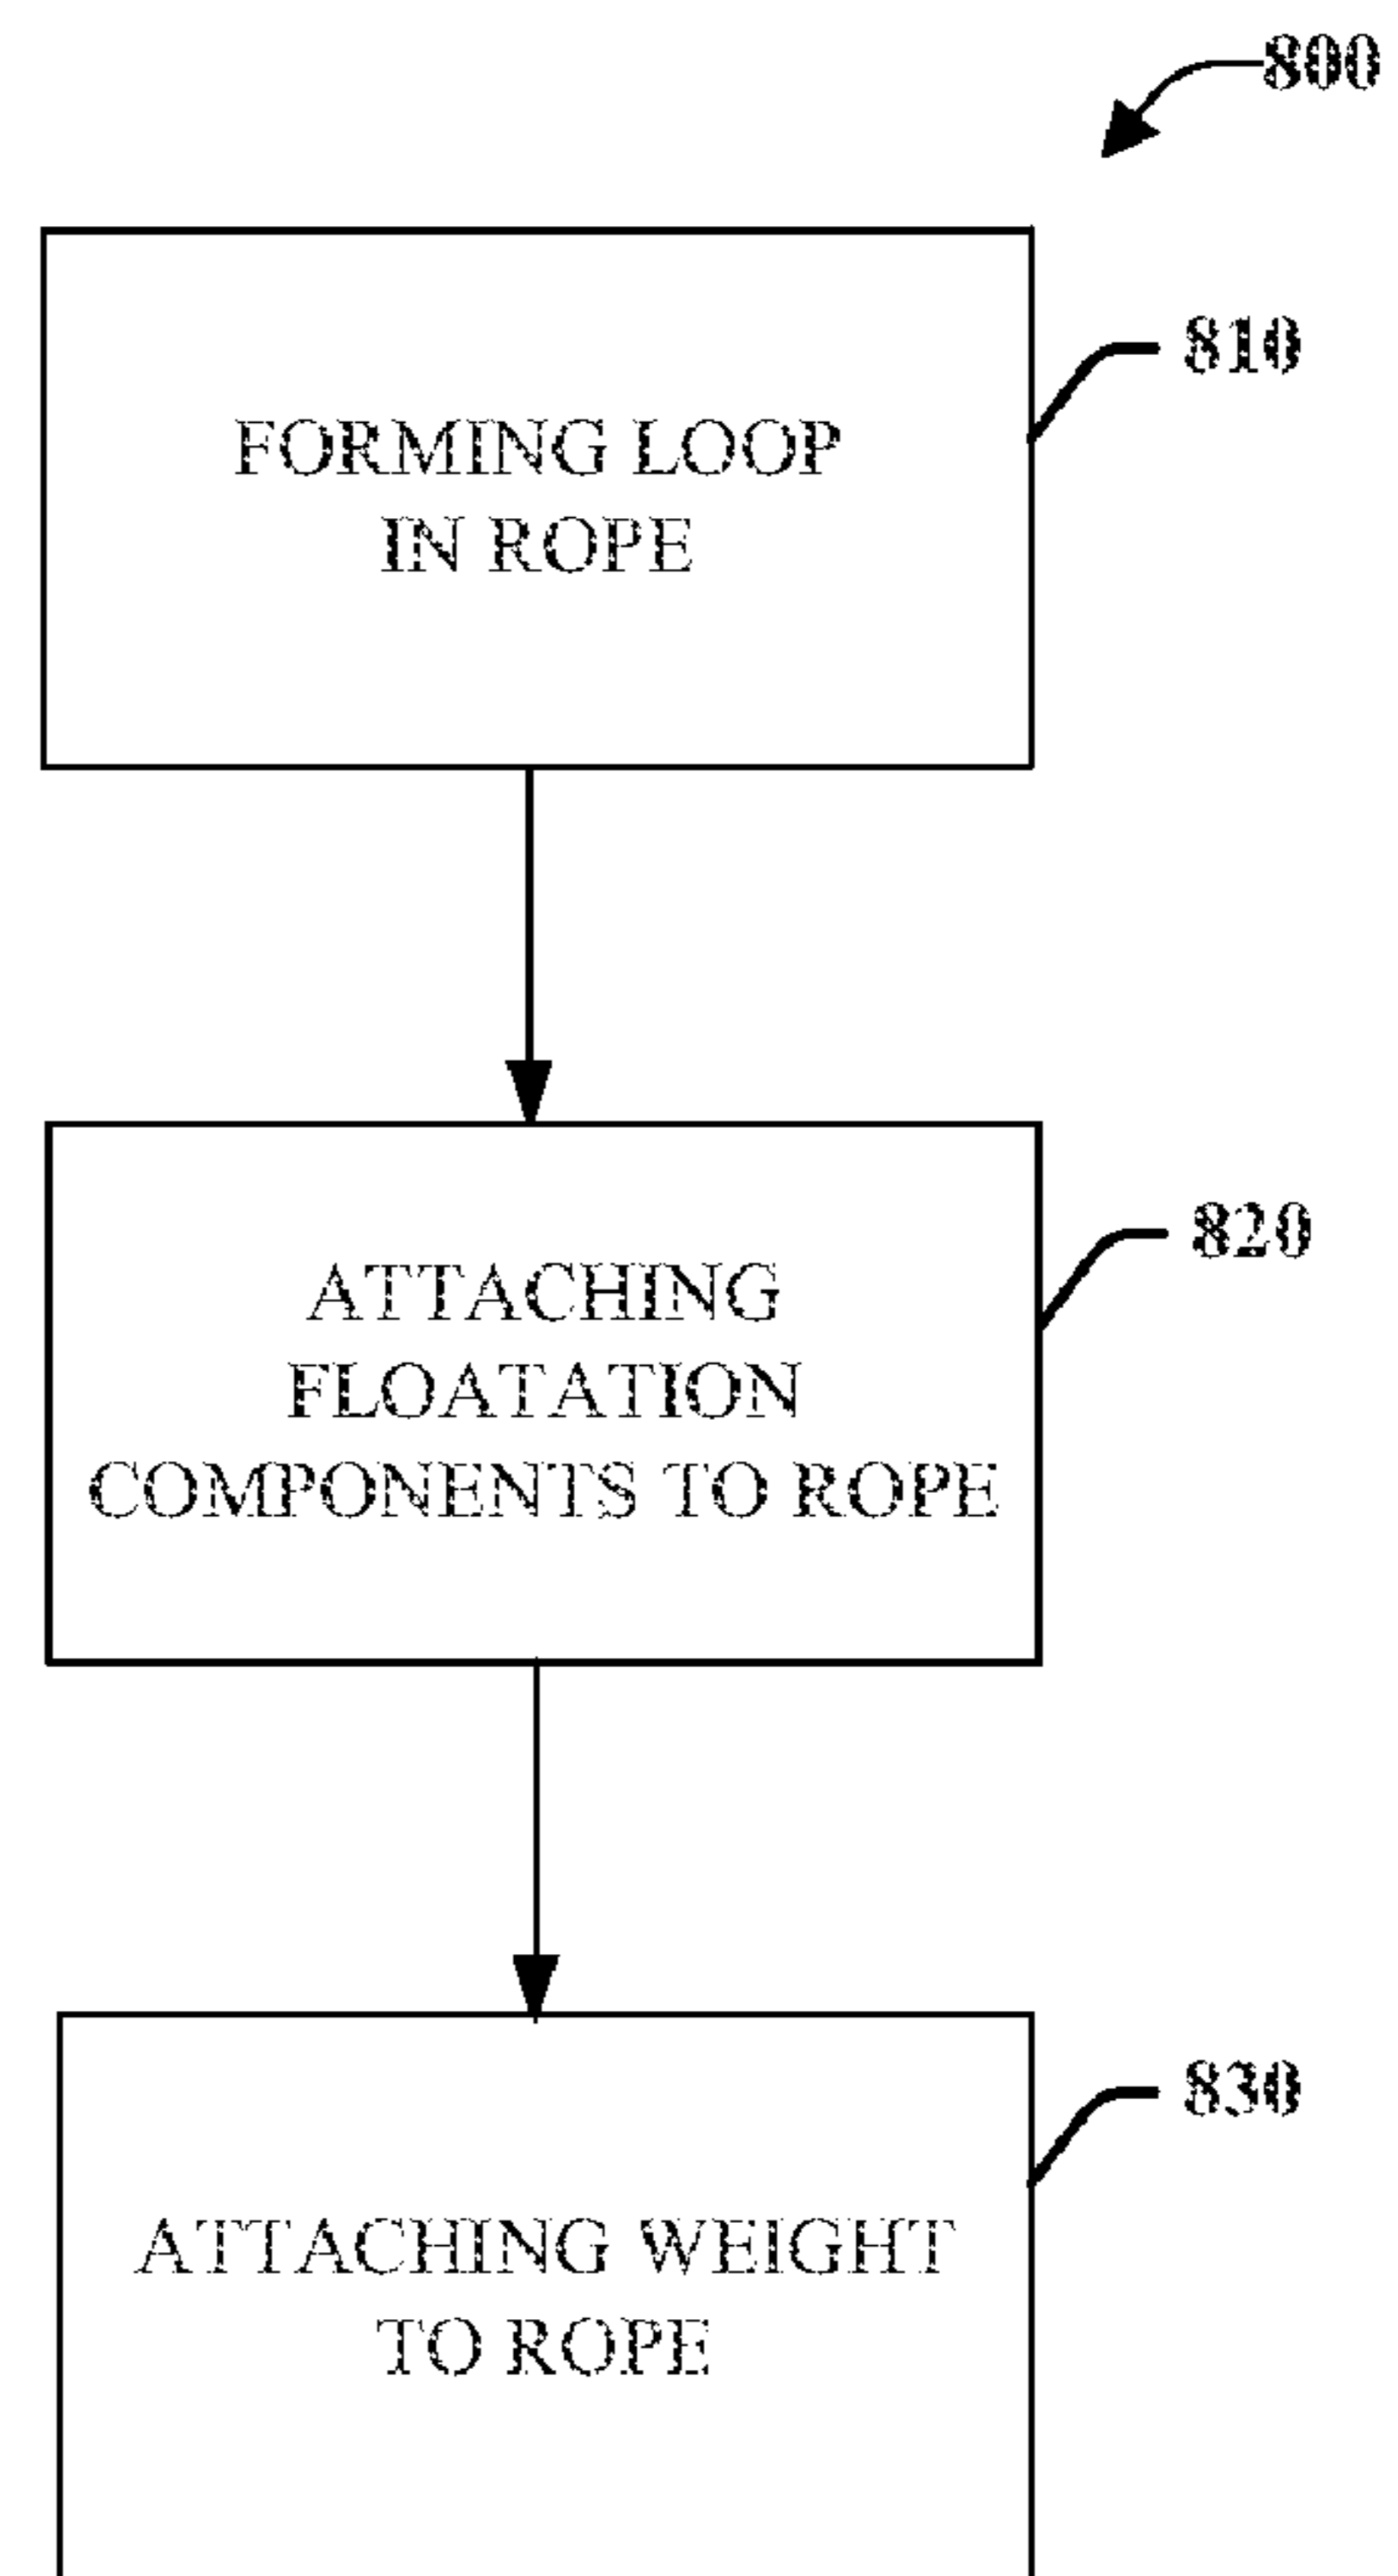 800
810
FORMING LOOP
IN ROPE
820
ATTACHING
FLOATATION
COMPONENTS TO ROPE
830
ATTACHING WEIGHT
TO ROPE